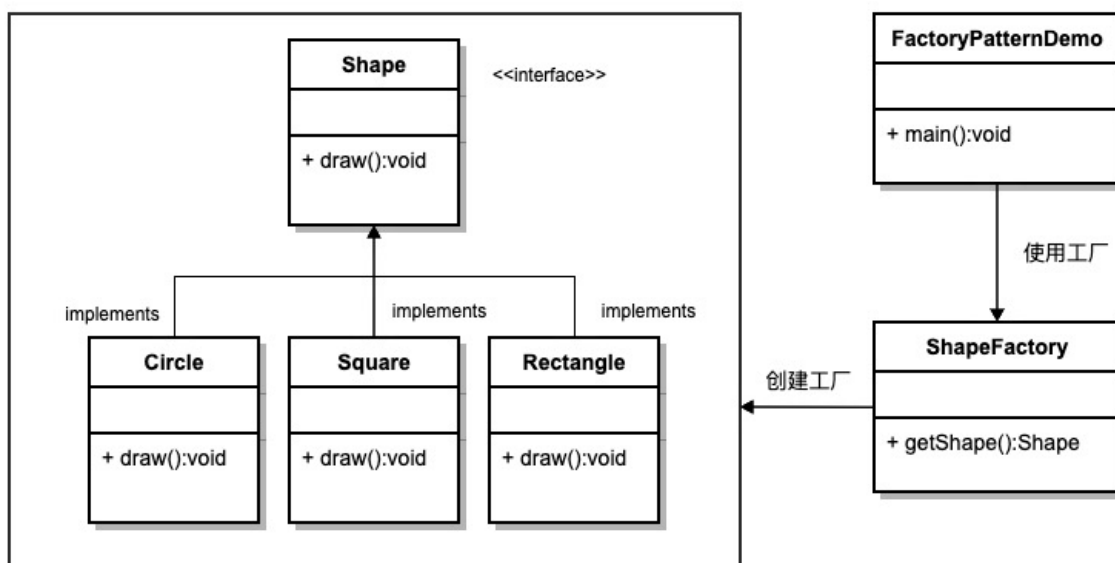 Shape
<<interface>>
+ draw():void
implements
implements
implements
Circle
Square
Rectangle
+ draw():void
+ draw():void
+ draw():void
FactoryPatternDemo
+ main():void
使用工厂
ShapeFactory
创建工厂
+ getShape():Shape